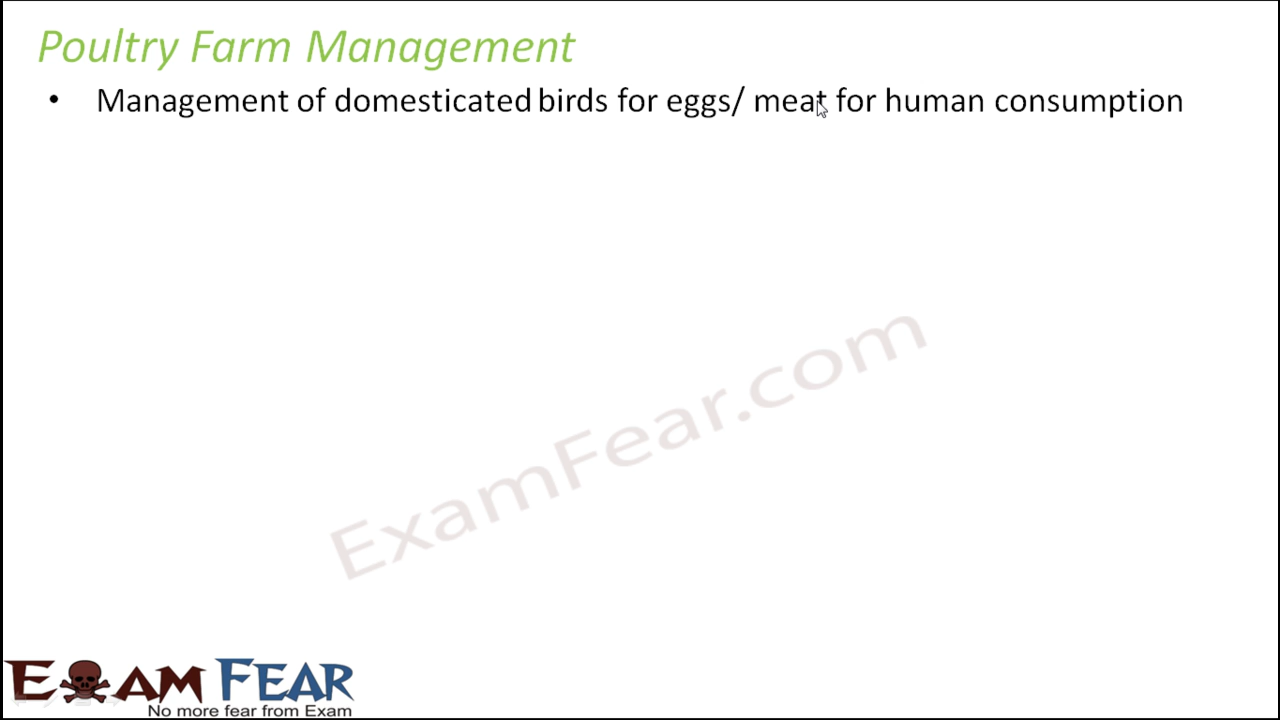 Poultry Farm Management
• Management of domesticated birds for eggs/ meat for human consumption
ExamFear.com
EXAM FEAR
No more fear from Exam